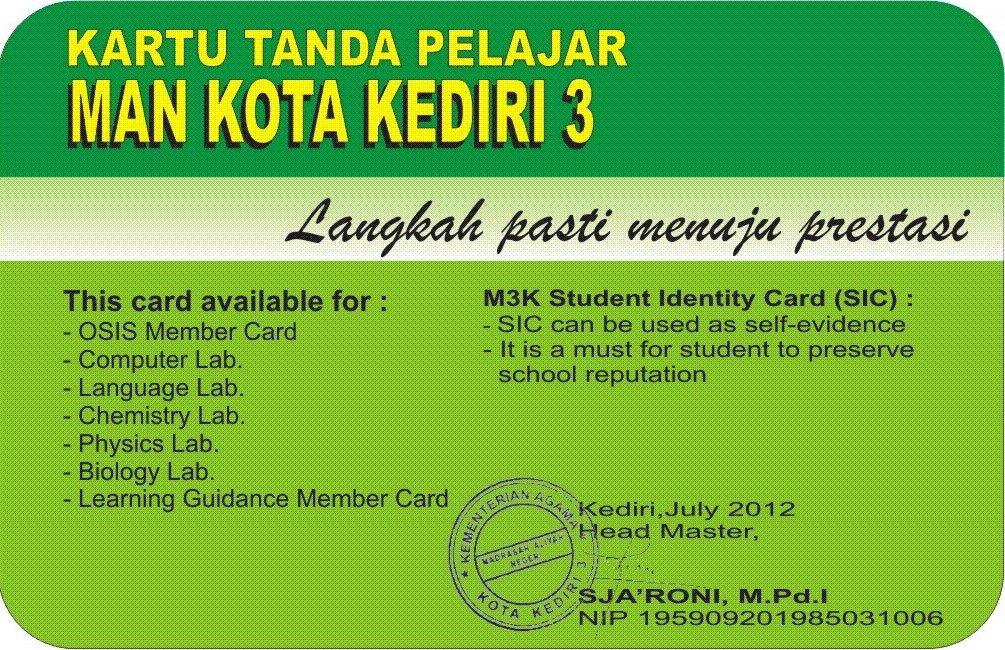 KARTU TANDA PELAJAR
MAN KOTA KEDIRI 3
Langkah pasti menuju prestasi
This card available for :
- OSIS Member Card
- Computer Lab.
- Language Lab.
- Chemistry Lab.
- Physics Lab.
- Biology Lab.
- Learning Guidance Member Card
M3K Student Identity Card (SIC) :
- SIC can be used as self-evidence
- It is a must for student to preserve
school reputation
Kediri,July 2012
Head Master,
KEMENTERIAN AGAMA
MADRASAH ALIYAH
NEGERI 3
KOTA KEDIRI
SJA'RONI, M.Pd.I
NIP 195909201985031006